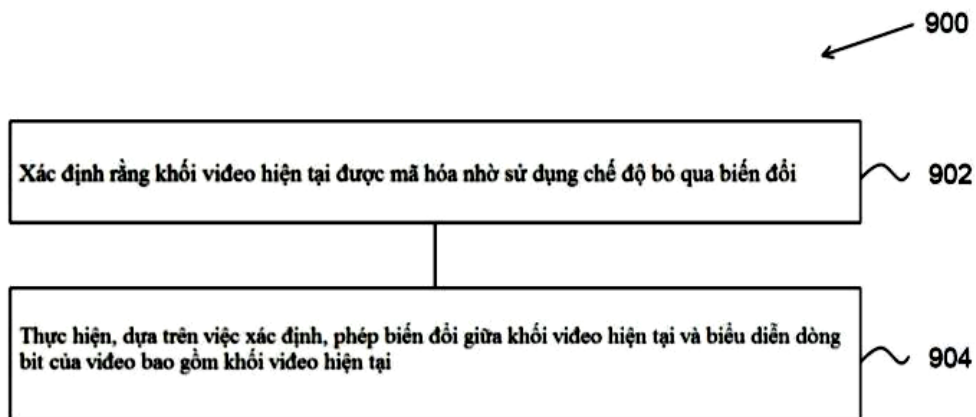 900
Xác định rằng khối video hiện tại được mã hóa nhờ sử dụng chế độ bỏ qua biến đổi
902
Thực hiện, dựa trên việc xác định, phép biến đổi giữa khối video hiện tại và biểu diễn dòng
bit của video bao gồm khối video hiện tại
904